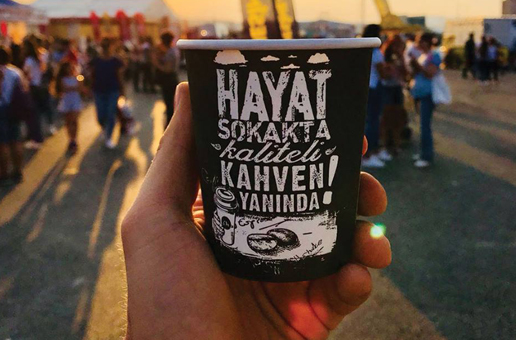 HAYAT
SOKAKTA
kaliteli
KAHVEN!
YANINDA